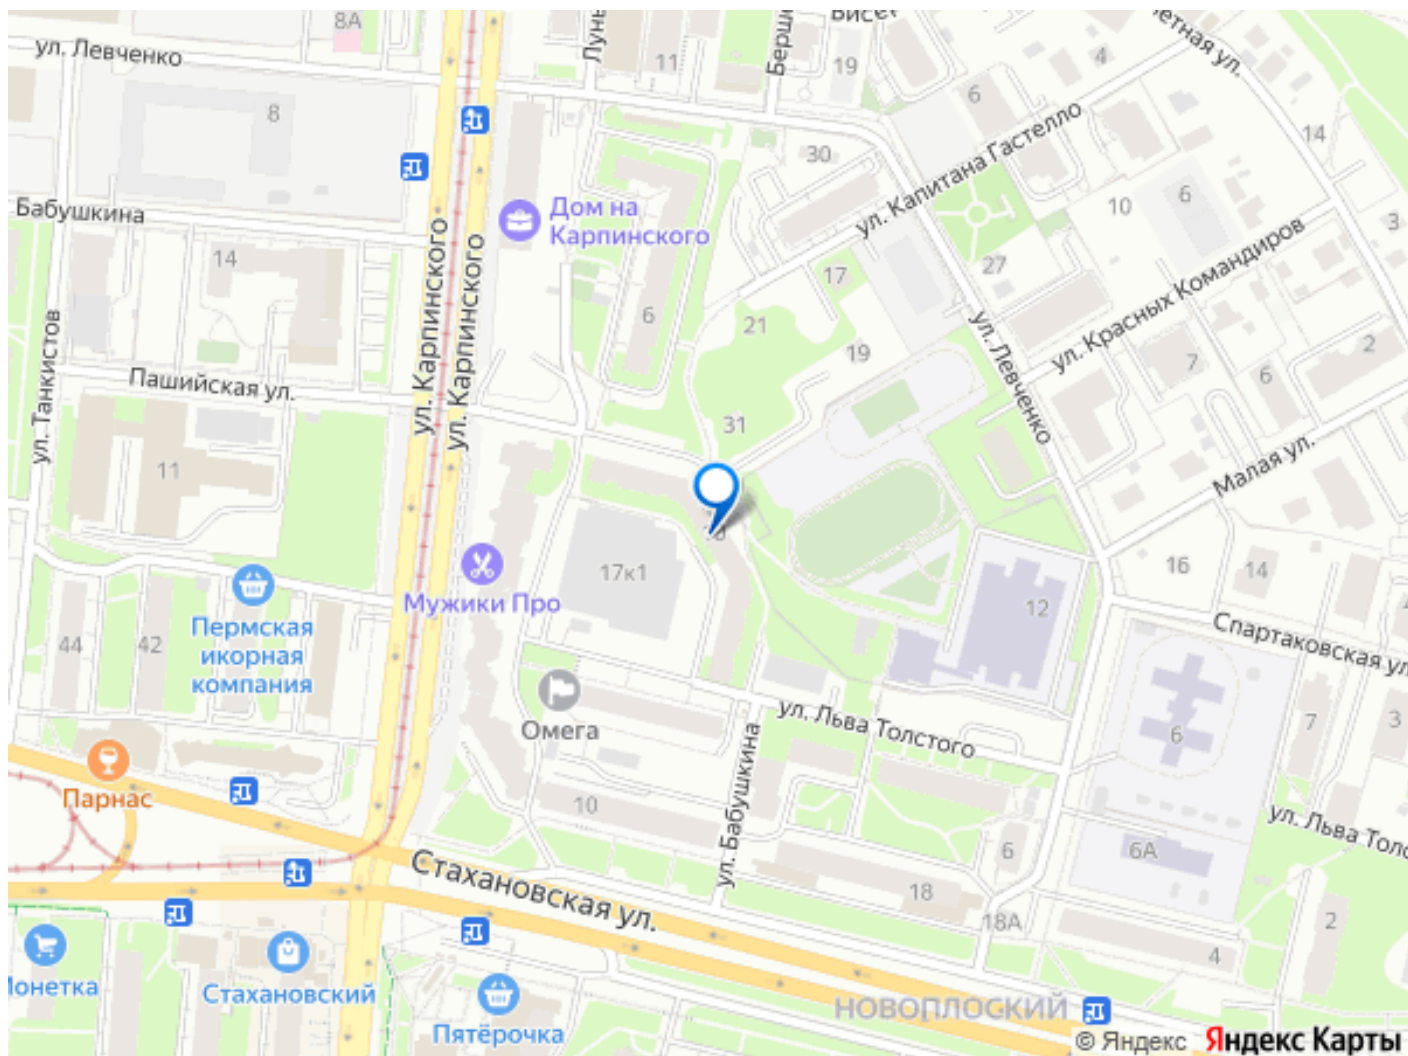 8А
ул. Левченко
11
19
4
6
8
14
30
ул. Капитана Гастелло
Бабушкина
Дом на
Карпинского
10
6
3
14
ул. Карпинского
ул. Карпинского
27
17
ул. Красных Командиров
6
21
ул. Левченко
19
2
7
6
ул. Танкистов
Пашийская ул.
31
Малая ул.
11
17к1
16
14
12
Мужики Про
Пермская
икорная
компания
44
42
Спартаковская ул
Омега
ул. Льва Толстого
6
7
3
ул. Бабушкина
Парнас
10
ул. Льва Толс
6
6А
Стахановская ул.
18
18А
2
4
Монетка
Стахановский
Пятёрочка
НОВОПЛОСКИЙ
© Яндекс Яндекс Карты